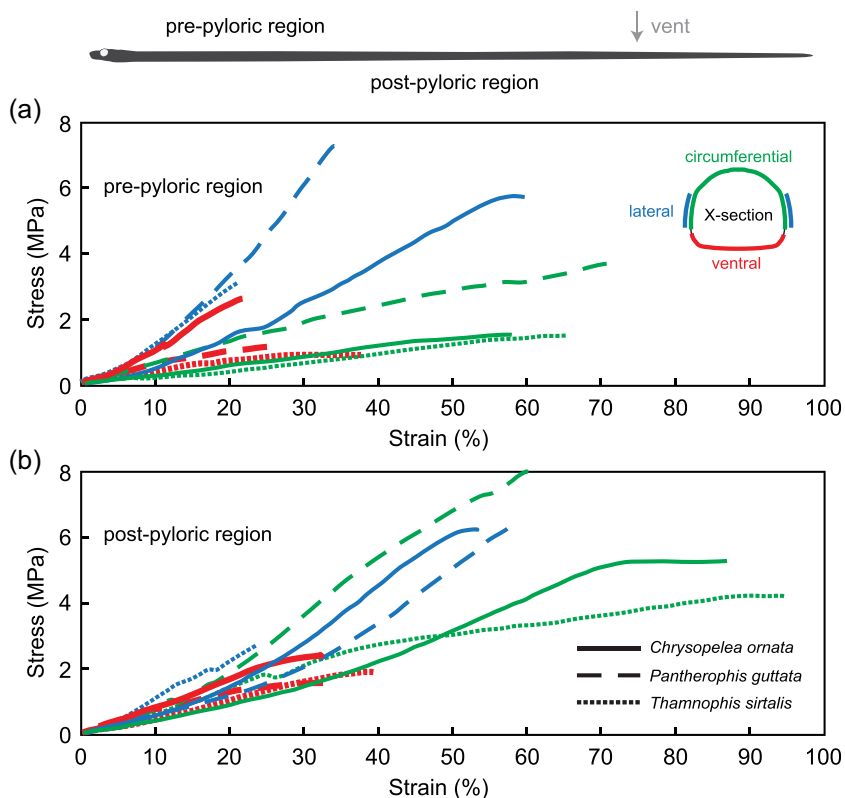 pre-pyloric region
vent
post-pyloric region
(a)
8
6
4
2
0
Stress (MPa)
pre-pyloric region
circumferential
lateral
X-section
ventral
0 10 20 30 40 50 60 70 80 90 100
Strain (%)
(b)
8
6
4
2
0
Stress (MPa)
post-pyloric region
Chrysopelea ornata
Pantherophis guttata
Thamnophis sirtalis
0 10 20 30 40 50 60 70 80 90 100
Strain (%)